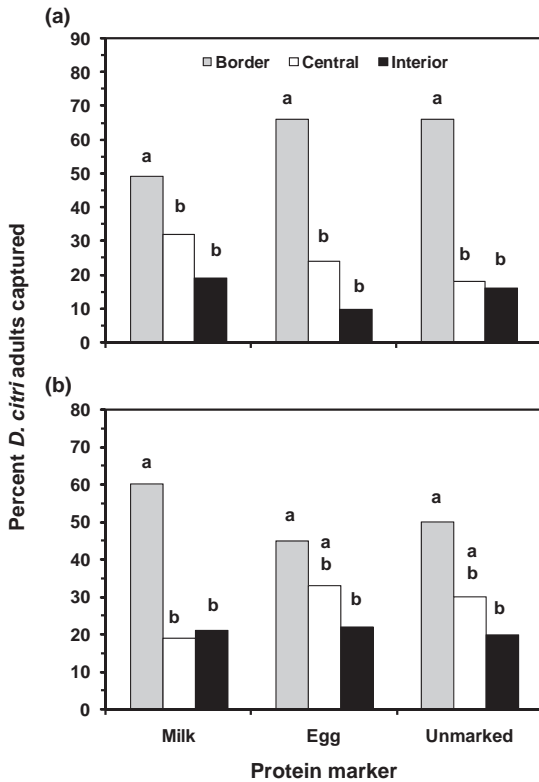 (a)
90
80
70
60
50
40
30
20
10
0
Border Central Interior
a
b
b
a
b
b
a
b b
(b)
80
70
60
50
40
30
20
10
0
a
b b
a
a
b
b
a
a
b
b
Percent D. citri adults captured
Milk Egg Unmarked
Protein marker